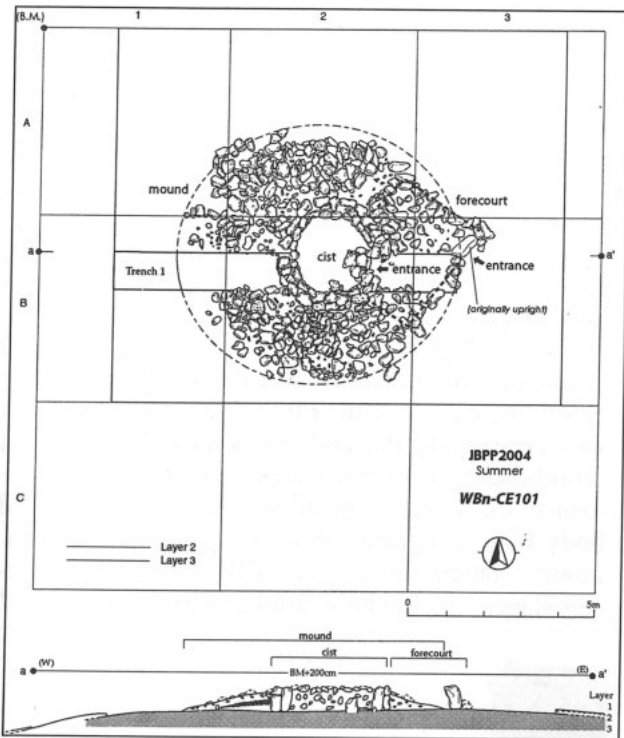 (B.M.) 1 2 3
A
mound
forecourt
a a'
cist
Trench 1
entrance
entrance
B
(originally upright)
JBPP2004
Summer
WBn-CE101
C
Layer 2
Layer 3
0 5m
mound
cist forecourt
a (W) BM+200cm (E) a'
Layer
1
2
3